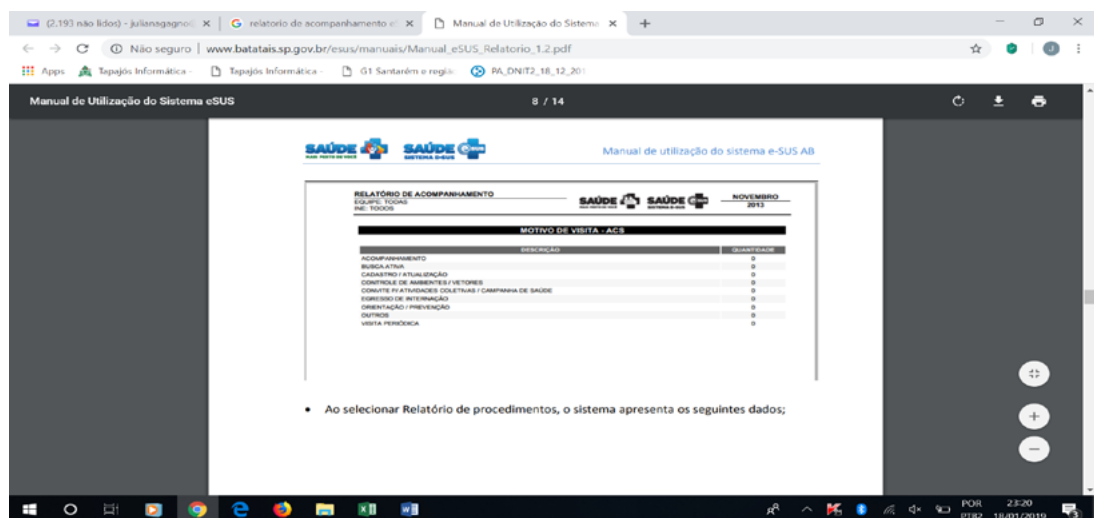 (2.193 não lidos) - julianagagno
relatorio de acompanhamento e
Manual de Utilização do Sistema
Não seguro | www.batatais.sp.gov.br/esus/manuais/Manual_eSUS_Relatorio_1.2.pdf
Apps
Tapajós Informática -
Tapajós Informática -
G1 Santarém e regiã
PA_DNIT2_18_12_201
Manual de Utilização do Sistema eSUS
8 / 14
SAÚDE
SAÚDE
Manual de utilização do sistema e-SUS AB
RELATÓRIO DE ACOMPANHAMENTO
EQUIPE: TODAS
INE: TODOS
SAÚDE
SAÚDE
NOVEMBRO
2013
MOTIVO DE VISITA - ACS
DESCRIÇÃO QUANTIDADE
ACOMPANHAMENTO 0
BUSCA ATIVA 0
CADASTRO / ATUALIZAÇÃO 0
CONTROLE DE AMBIENTES / VETORES 0
CONVITE P/ ATIVIDADES COLETIVAS / CAMPANHA DE SAÚDE 0
EGRESSO DE INTERNAÇÃO 0
ORIENTAÇÃO / PREVENÇÃO 0
OUTROS 0
VISITA PERIÓDICA 0
• Ao selecionar Relatório de procedimentos, o sistema apresenta os seguintes dados;
POR
PTB2
23:20
18/01/2019